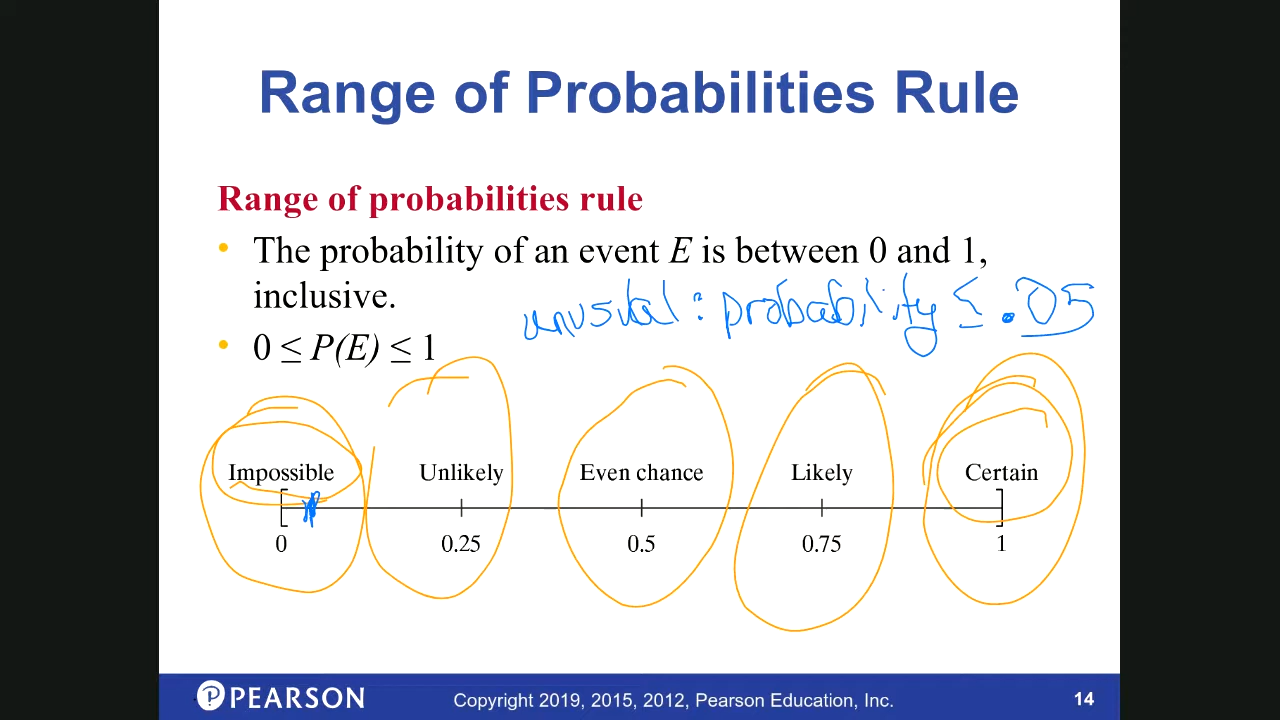 Range of Probabilities Rule
Range of probabilities rule
• The probability of an event E is between 0 and 1,
inclusive.
unusual: probability ≤ .05
• 0 ≤ P(E) ≤ 1
Impossible Unlikely Even chance Likely Certain
0 0.25 0.5 0.75 1
PEARSON Copyright 2019, 2015, 2012, Pearson Education, Inc. 14